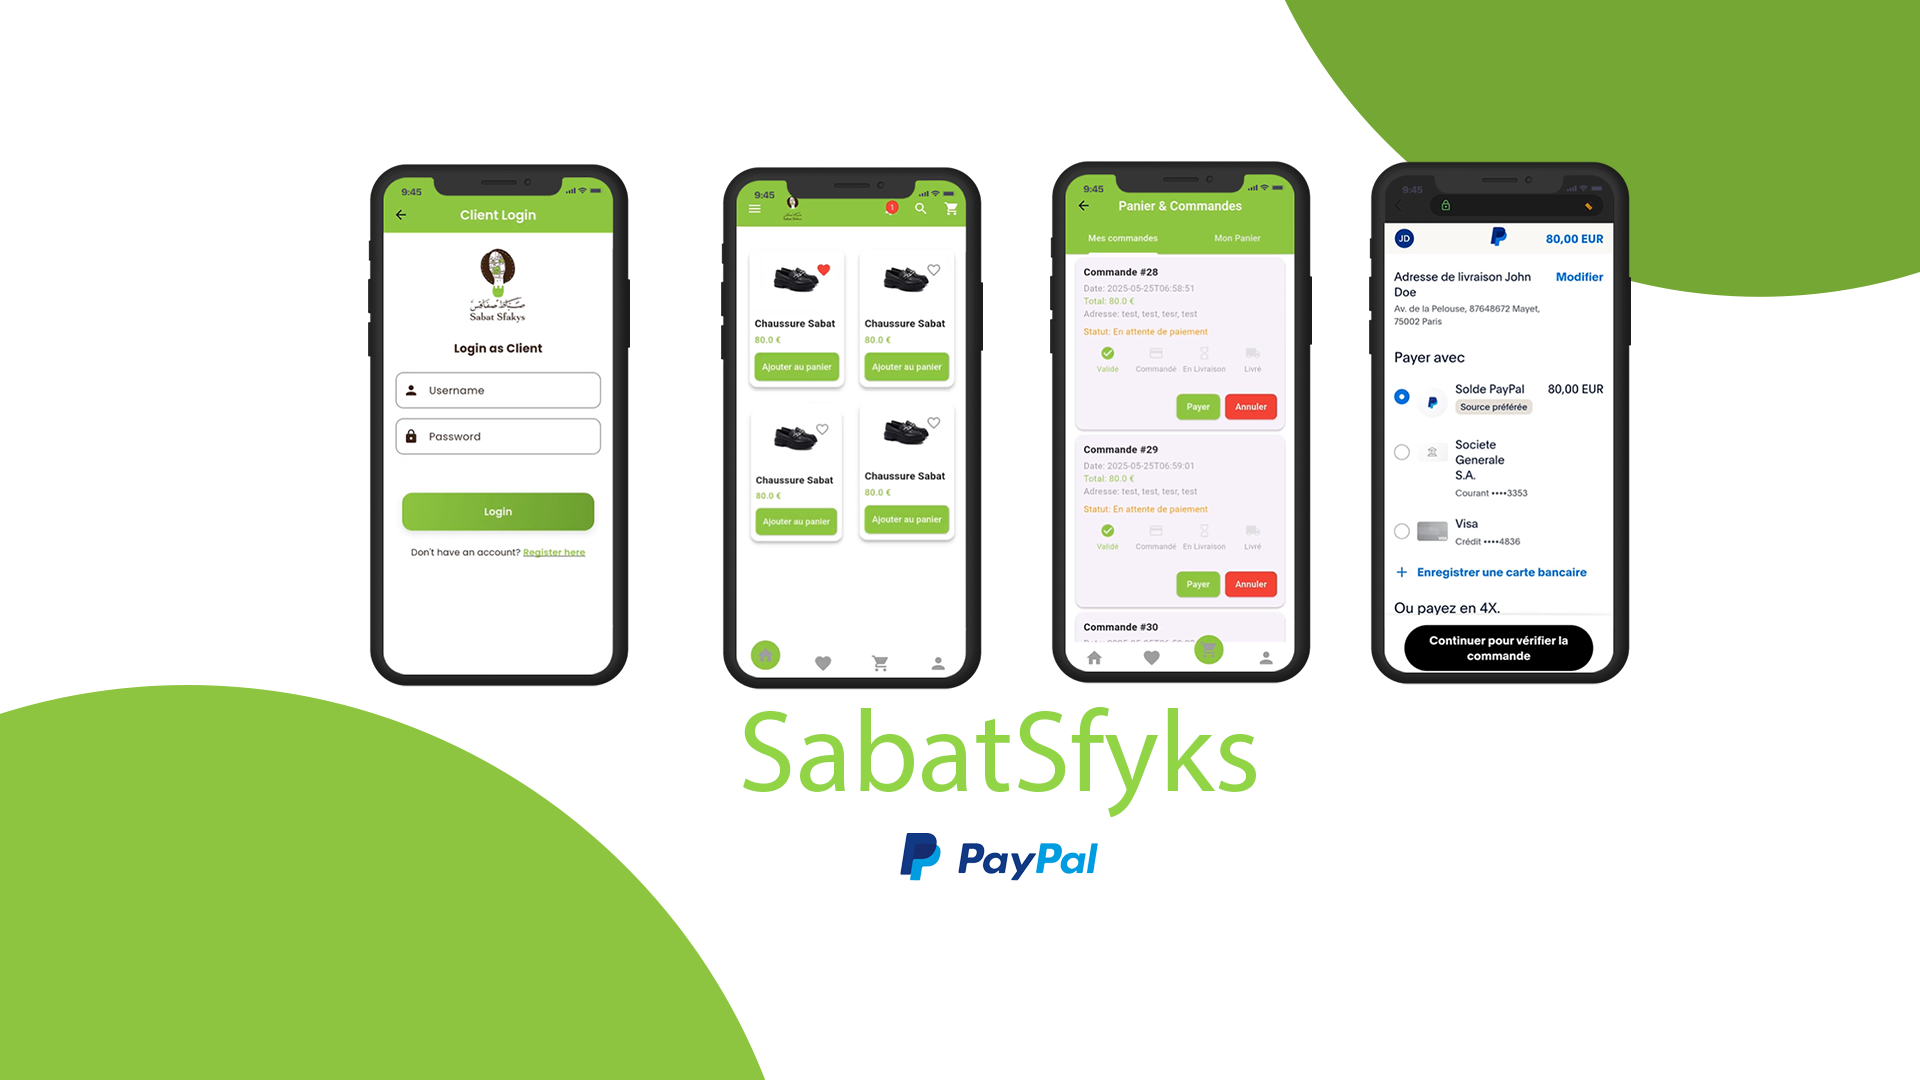 9:45
Client Login
صباط صفاقس
Sabat Sfakys
Login as Client
Username
Password
Login
Don't have an account? Register here
9:45
1
Chaussure Sabat
80.0 €
Ajouter au panier
Chaussure Sabat
80.0 €
Ajouter au panier
Chaussure Sabat
80.0 €
Ajouter au panier
Chaussure Sabat
80.0 €
Ajouter au panier
9:45
Panier & Commandes
Mes commandes
Mon Panier
Commande #28
Date: 2025-05-25T06:58:51
Total: 80.0 €
Adresse: test, test, tesr, test
Statut: En attente de paiement
Validé
Commandé
En Livraison
Livré
Payer
Annuler
Commande #29
Date: 2025-05-25T06:59:01
Total: 80.0 €
Adresse: test, test, tesr, test
Statut: En attente de paiement
Validé
Commandé
En Livraison
Livré
Payer
Annuler
Commande #30
9:45
JD
80,00 EUR
Adresse de livraison John
Doe
Modifier
Av. de la Pelouse, 87648672 Mayet,
75002 Paris
Payer avec
Solde PayPal
80,00 EUR
Source préférée
Societe
Generale
S.A.
Courant ••••3353
Visa
Crédit ••••4836
+ Enregistrer une carte bancaire
Ou payez en 4X.
Continuer pour vérifier la
commande
SabatSfyks
PayPal